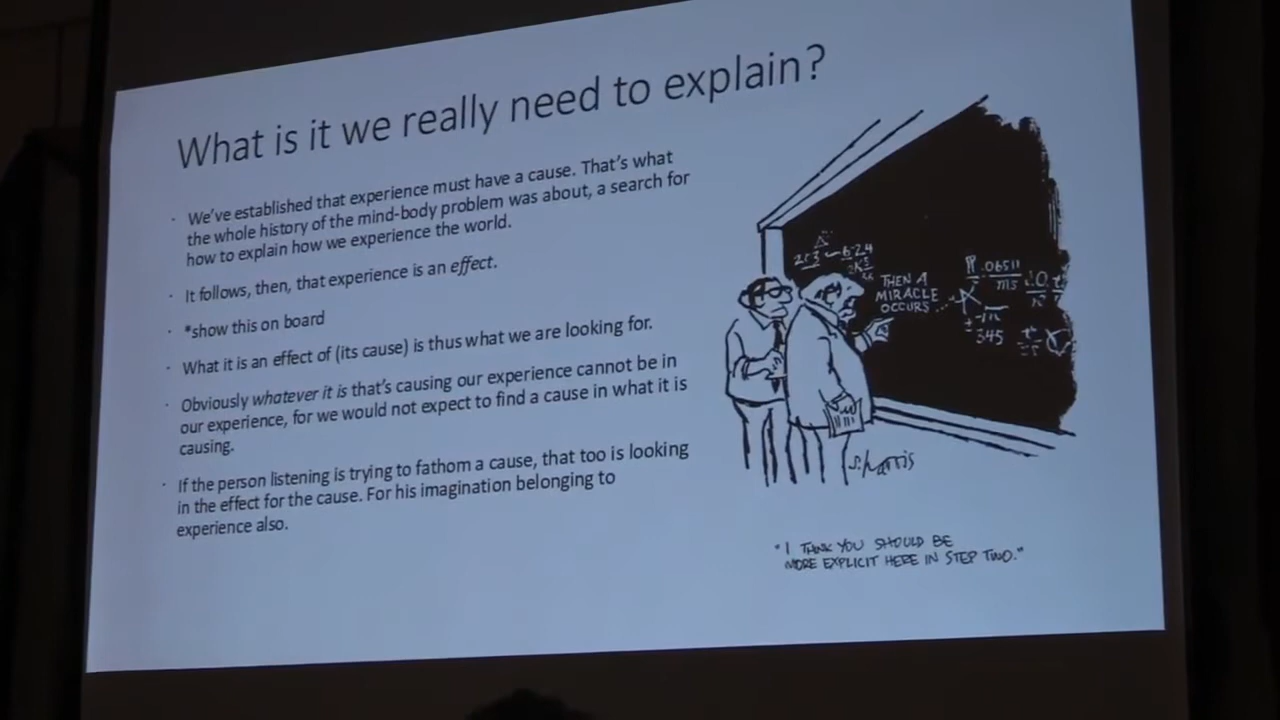 What is it we really need to explain?
· We've established that experience must have a cause. That's what
the whole history of the mind-body problem was about, a search for
how to explain how we experience the world.
· It follows, then, that experience is an effect.
· *show this on board
· What it is an effect of (its cause) is thus what we are looking for.
· Obviously whatever it is that's causing our experience cannot be in
our experience, for we would not expect to find a cause in what it is
causing.
· If the person listening is trying to fathom a cause, that too is looking
in the effect for the cause. For his imagination belonging to
experience also.
THEN A
MIRACLE
OCCURS
.06511
345
S.Harris
"I THINK YOU SHOULD BE
MORE EXPLICIT HERE IN STEP TWO."